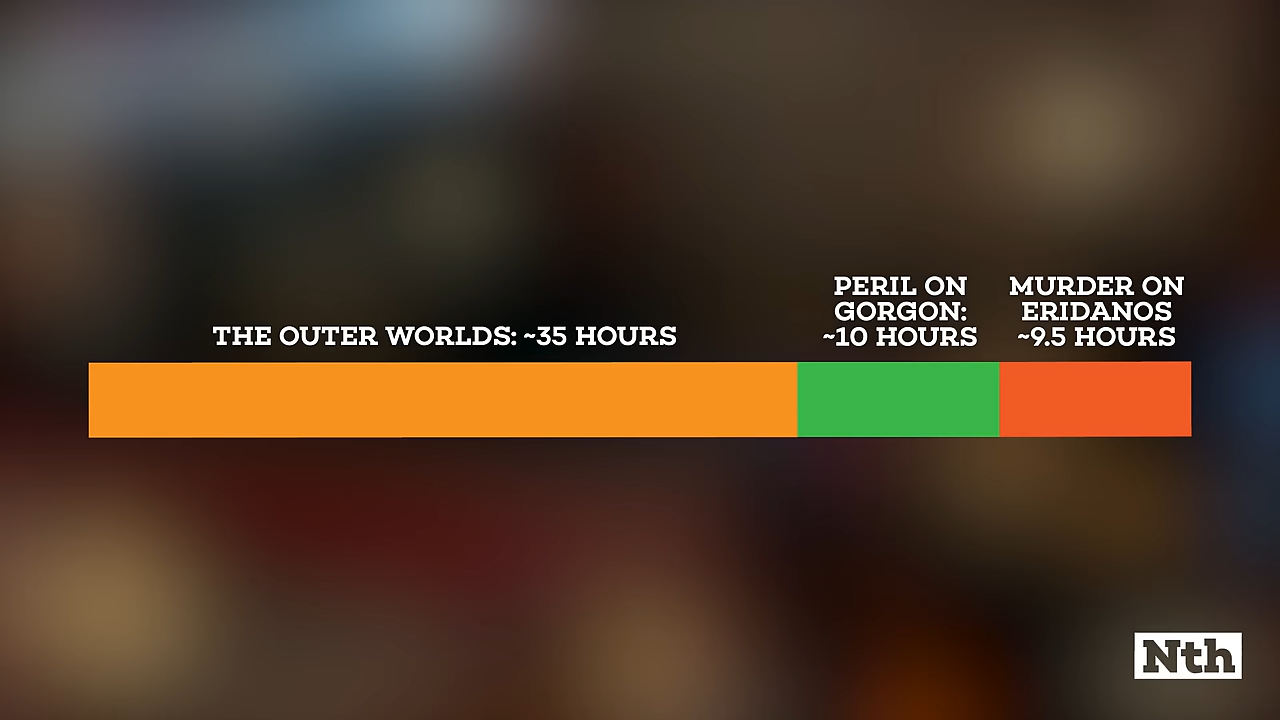 THE OUTER WORLDS: ~35 HOURS
PERIL ON
GORGON:
~10 HOURS
MURDER ON
ERIDANOS
~9.5 HOURS
Nth